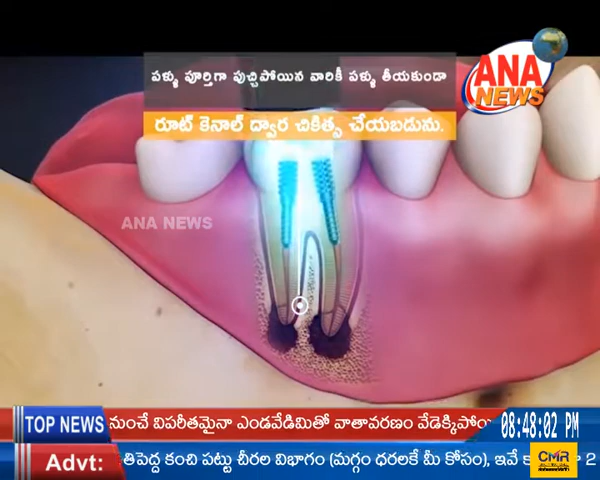 పళ్ళు పూర్తిగా పుచ్చిపోయిన వారికీ పళ్ళు తీయకుండా
రూట్ కెనాల్ ద్వార చికిత్స చేయబడును.
ANA
NEWS
ANA NEWS
TOP NEWS
నుంచే విపరీతమైనా ఎండవేడిమితో వాతావరణం వేడెక్కిపోయి
08:48:02 PM
Advt:
తిపెద్ద కంచి పట్టు చీరల విభాగం (మగ్గం ధరలకే మీ కోసం), ఇవే క
2
CMR